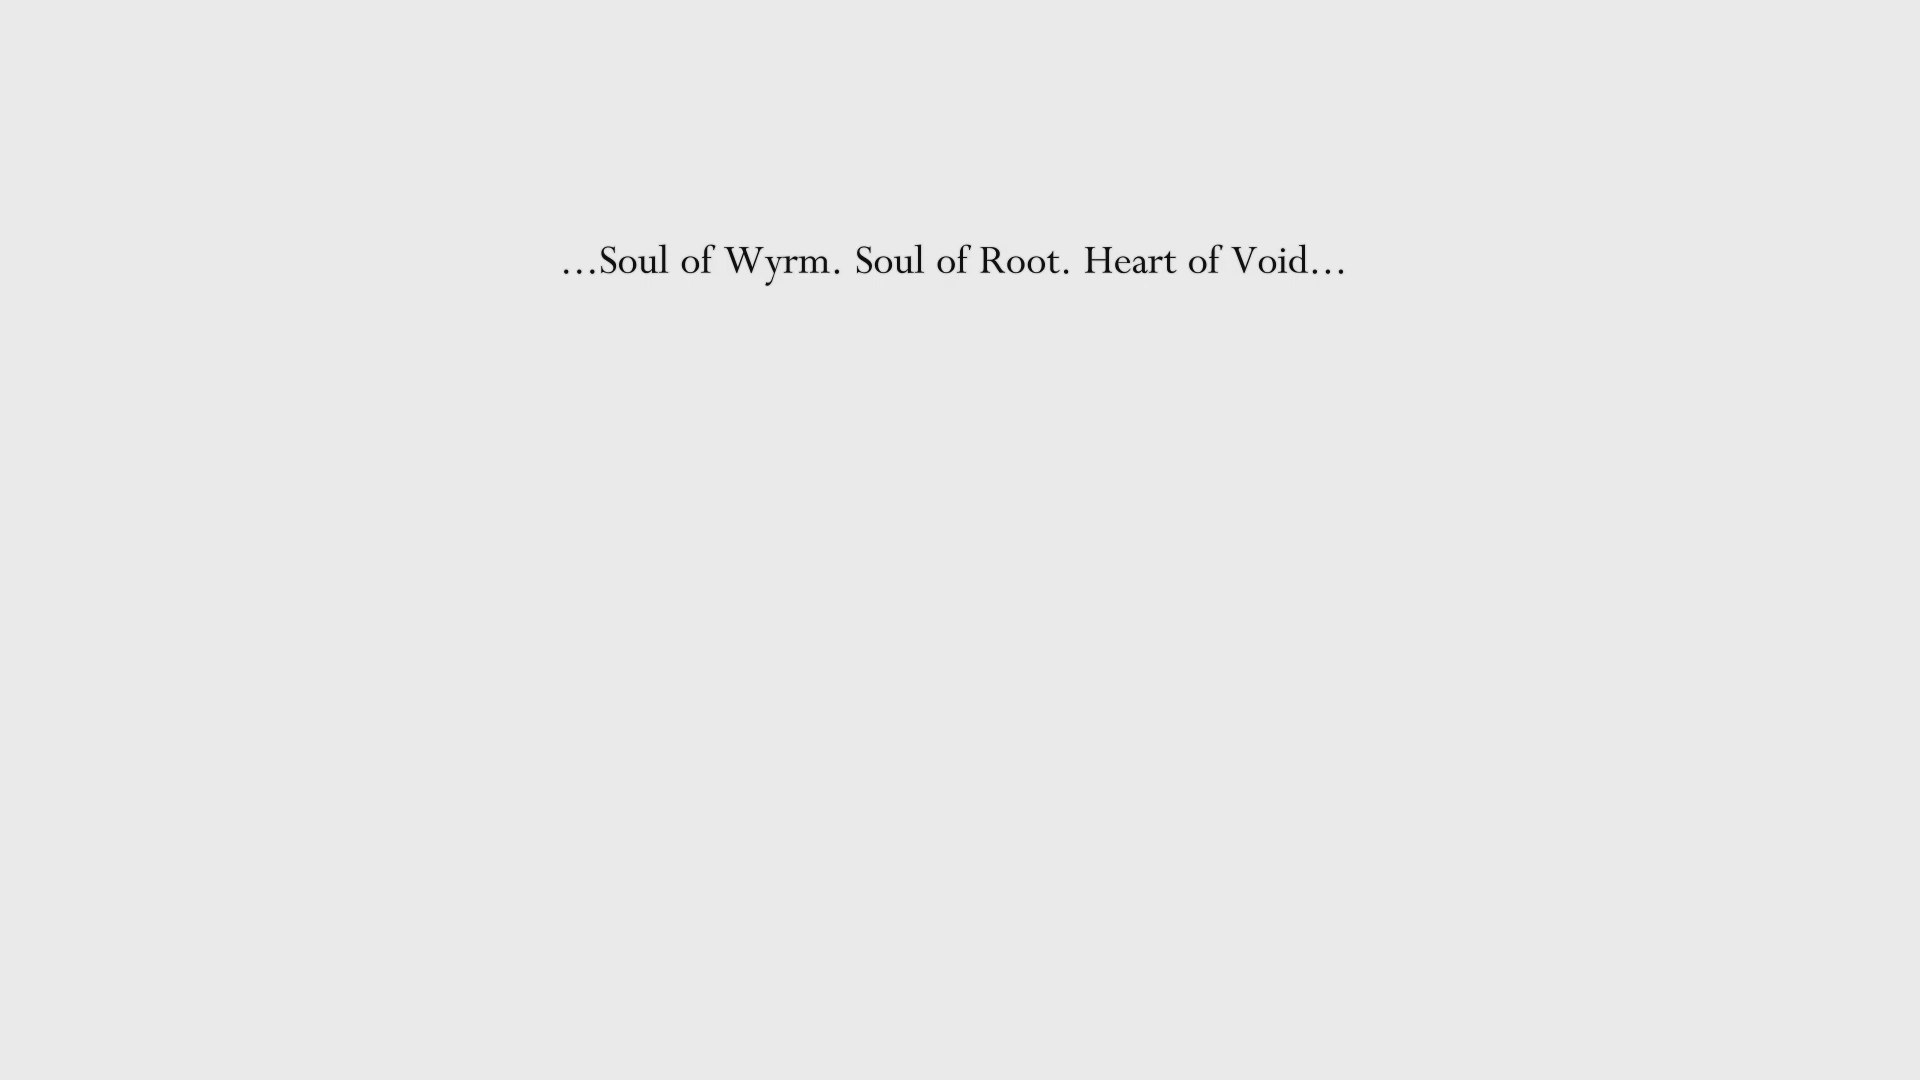 …Soul of Wyrm. Soul of Root. Heart of Void…